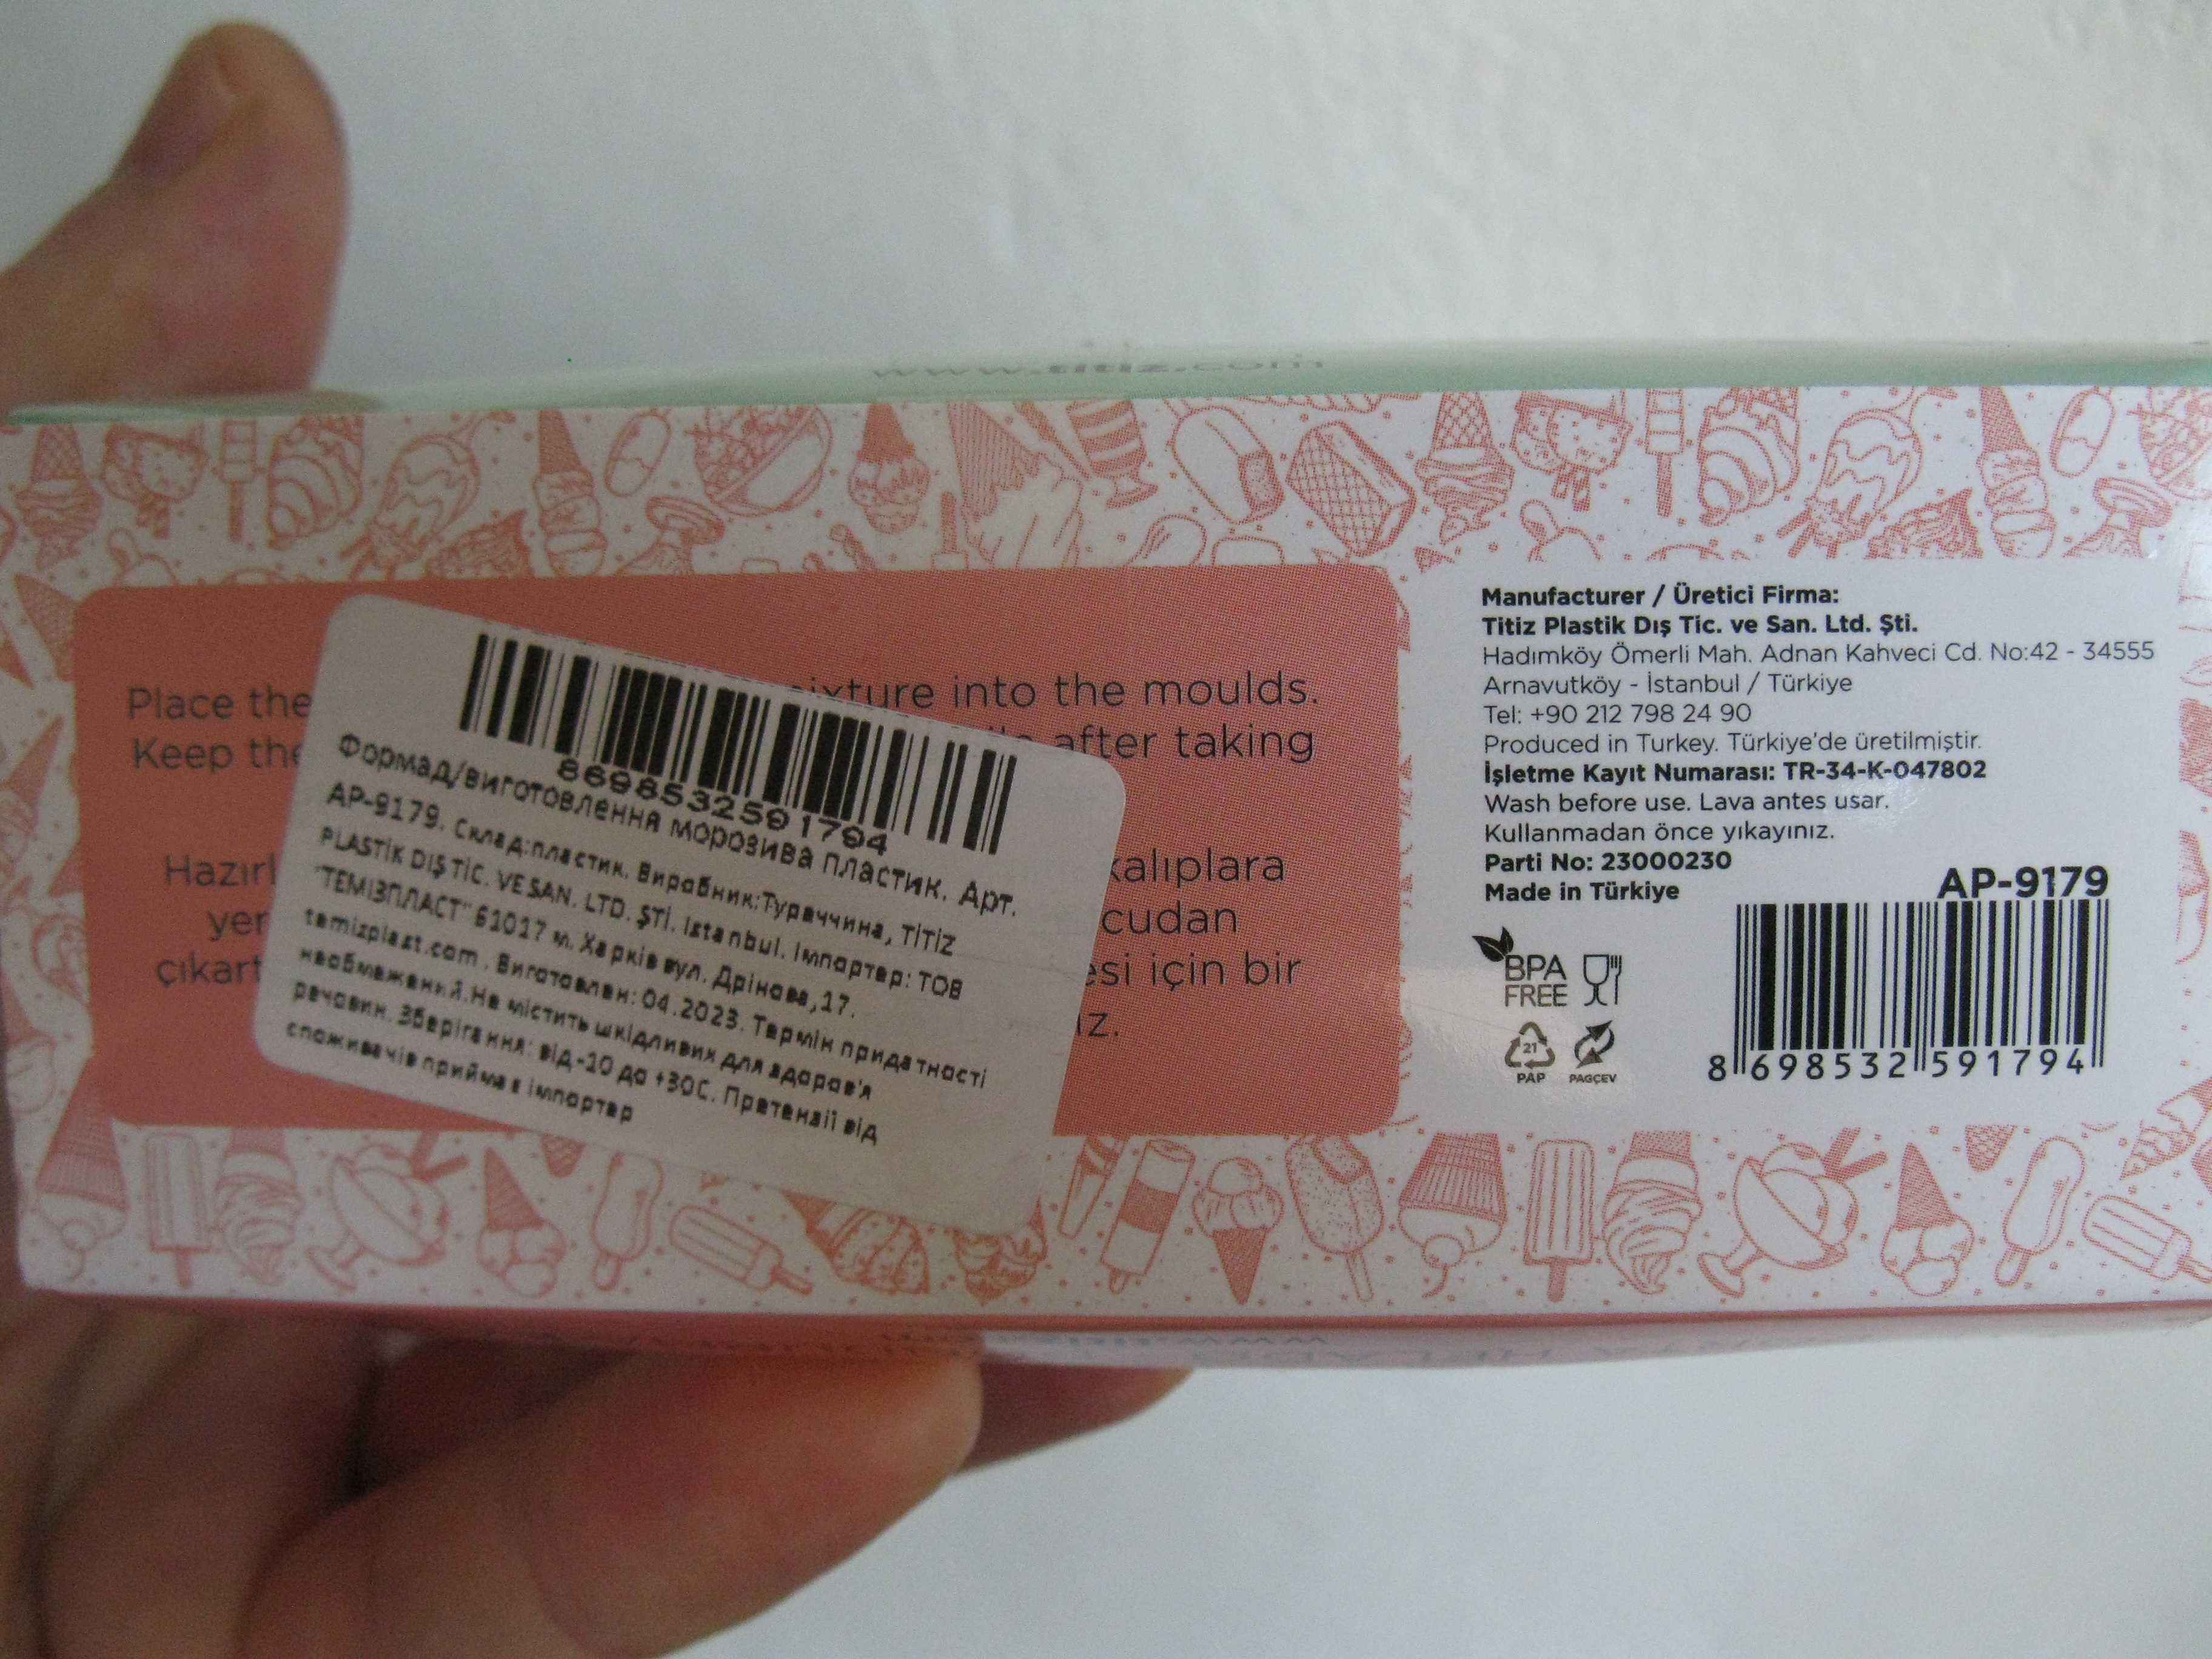 www.titiz.com
Place the
ixture into the moulds.
Keep the
after taking
Hazırl
kalıplara
yer
cudan
çıkart
esi için bir
ız.
8698532591794
Формад/виготовлення морозива пластик. Арт.
AP-9179. Склад:пластик. Виробник:Туреччина, TİTİZ
PLASTİK DIŞ TİC. VE SAN. LTD. ŞTİ. Istanbul. Імпортер: ТОВ
"ТЕМІЗПЛАСТ" 61017 м. Харків вул. Дрінова,17.
temizplast.com. Виготовлен: 04.2023. Термін придатності
необмежений.Не містить шкідливих для здоров'я
речовин. Зберігання: від -10 до +30С. Претензії від
споживачів приймає імпортер
Manufacturer / Üretici Firma:
Titiz Plastik Dış Tic. ve San. Ltd. Şti.
Hadımköy Ömerli Mah. Adnan Kahveci Cd. No:42 - 34555
Arnavutköy - İstanbul / Türkiye
Tel: +90 212 798 24 90
Produced in Turkey. Türkiye'de üretilmiştir.
İşletme Kayıt Numarası: TR-34-K-047802
Wash before use. Lava antes usar.
Kullanmadan önce yıkayınız.
Parti No: 23000230
Made in Türkiye
AP-9179
BPA
FREE
21
PAP
PAGÇEV
8 698532 591794